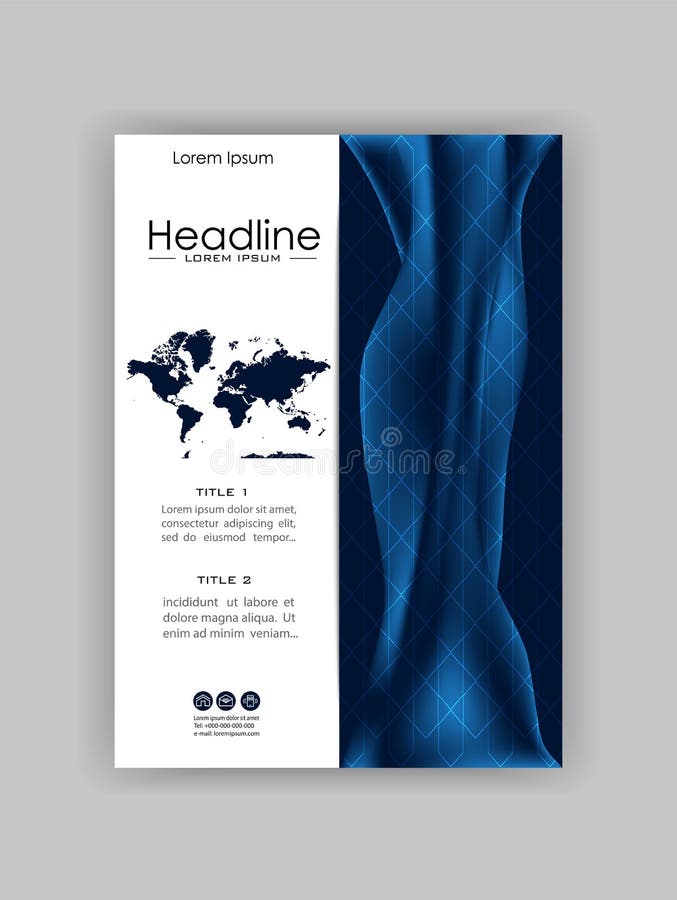 Lorem Ipsum
Headline
LOREM IPSUM
TITLE 1
Lorem ipsum dolor sit amet,
consectetur adipiscing elit,
sed do eiusmod tempor...
TITLE 2
incididunt ut labore et
dolore magna aliqua. Ut
enim ad minim veniam...
Lorem ipsum dolor sit amet
Tel: +000-000-000-000
e-mail: loremipsum.com
dreamstime